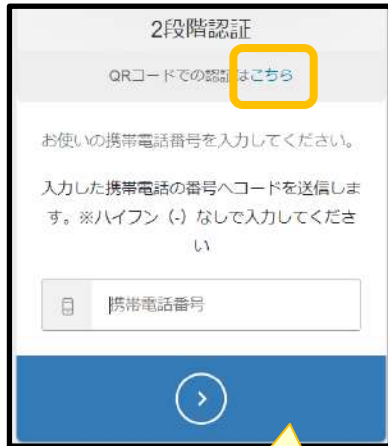 2段階認証
QRコードでの認証はこちら
お使いの携帯電話番号を入力してください。
入力した携帯電話の番号へコードを送信しま
す。※ハイフン（-）なしで入力してくださ
い
携帯電話番号